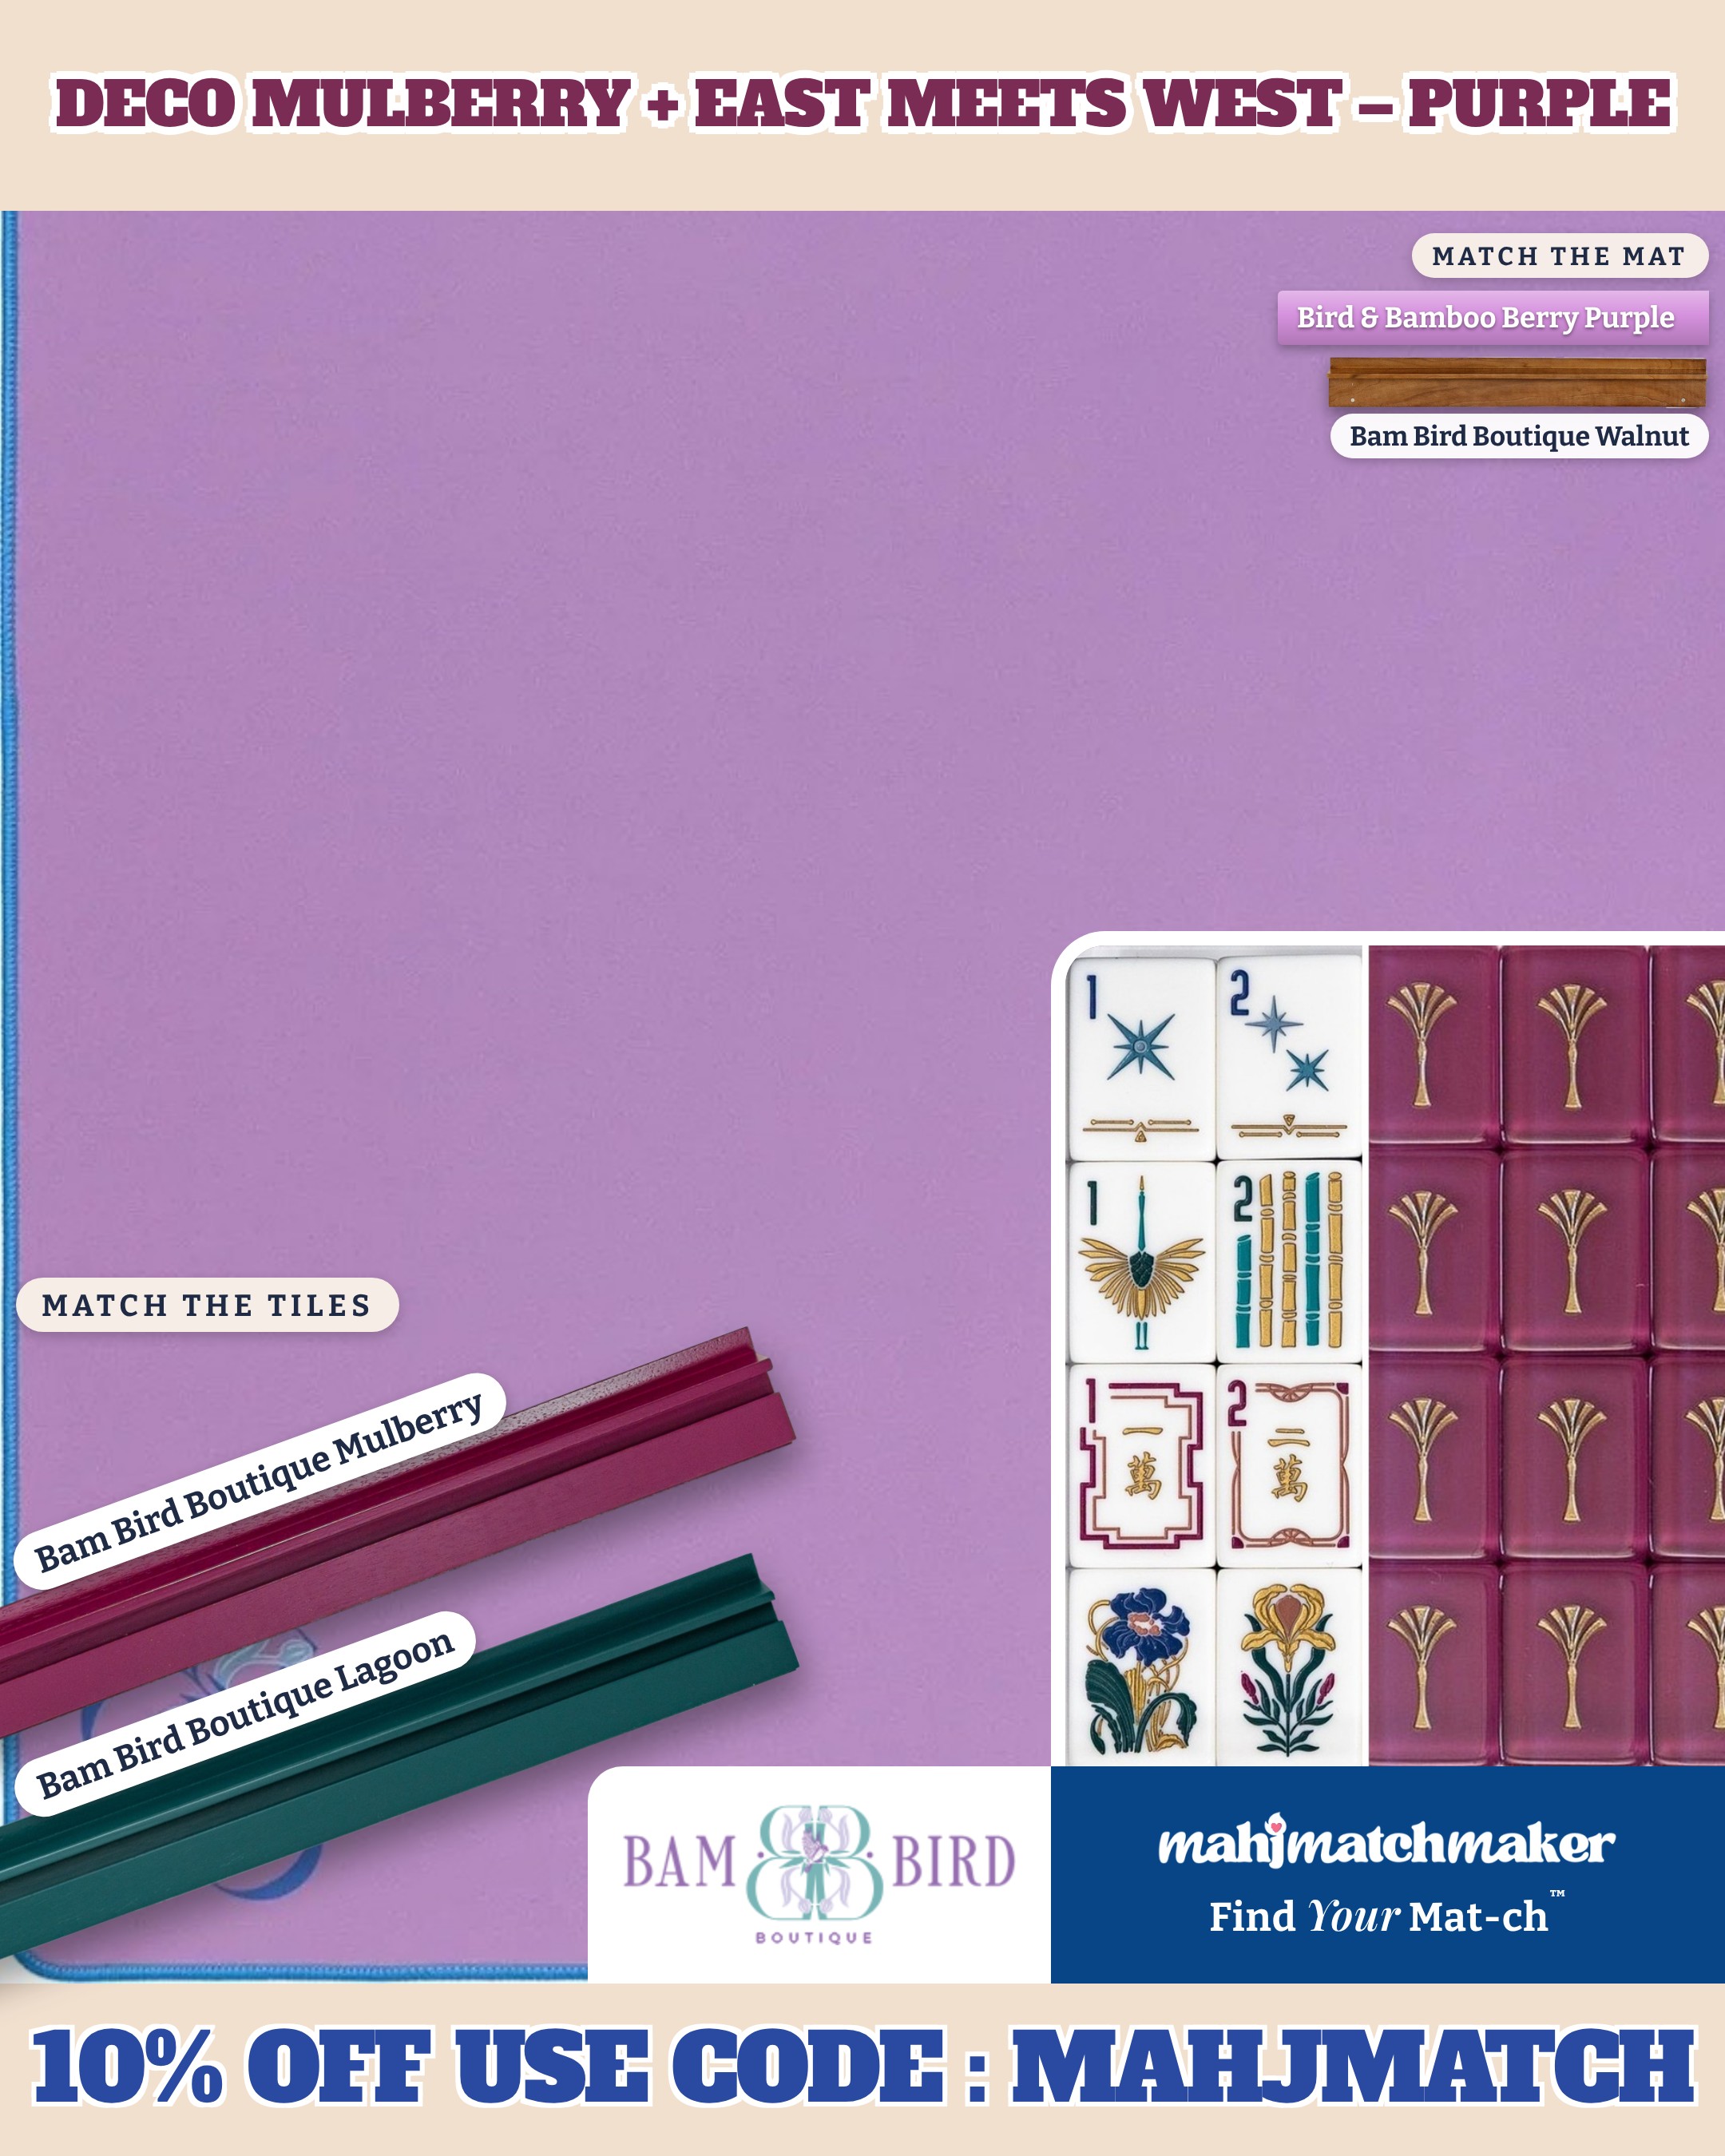 DECO MULBERRY + EAST MEETS WEST – PURPLE
MATCH THE MAT
Bird & Bamboo Berry Purple
Bam Bird Boutique Walnut
1
2
1
2
1
一萬
2
二萬
MATCH THE TILES
Bam Bird Boutique Mulberry
Bam Bird Boutique Lagoon
BAM BIRD
BOUTIQUE
mahjmatchmaker
Find Your Mat-ch™
10% OFF USE CODE : MAHJMATCH